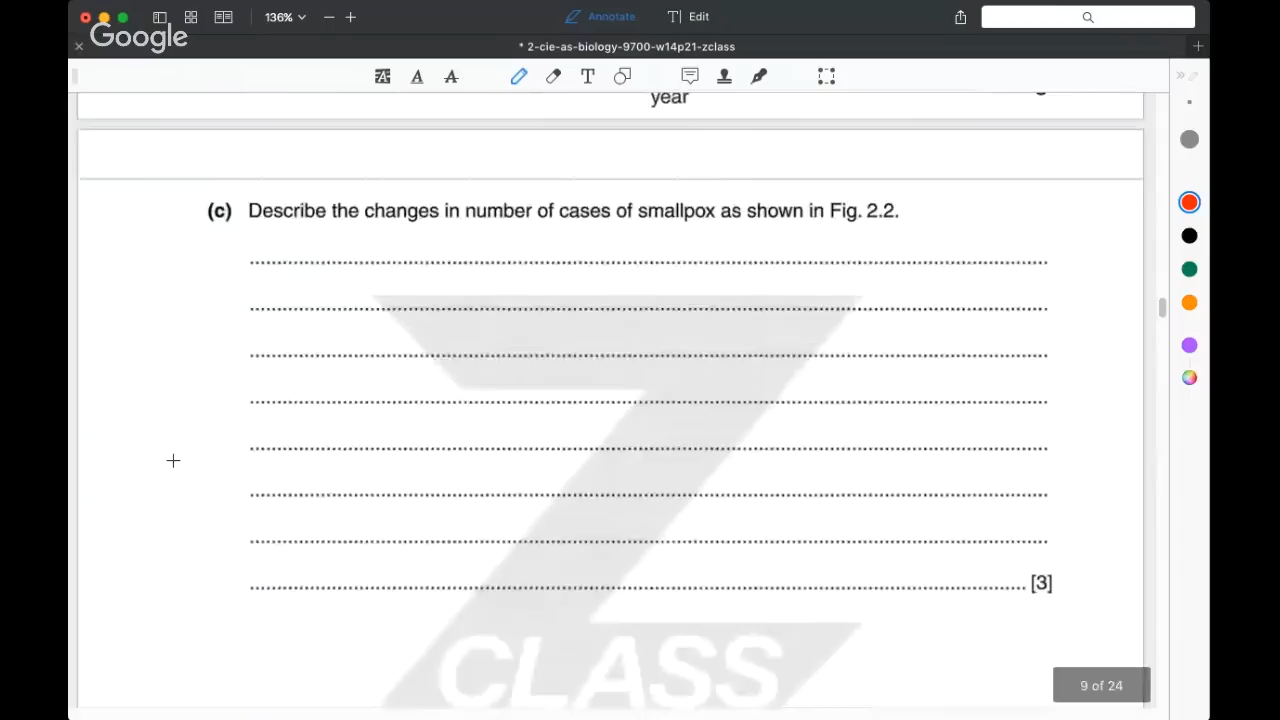 136%
Annotate
T Edit
Google
* 2-cie-as-biology-9700-w14p21-zclass
A A A T
year
(c) Describe the changes in number of cases of smallpox as shown in Fig. 2.2.
[3]
CLASS
9 of 24